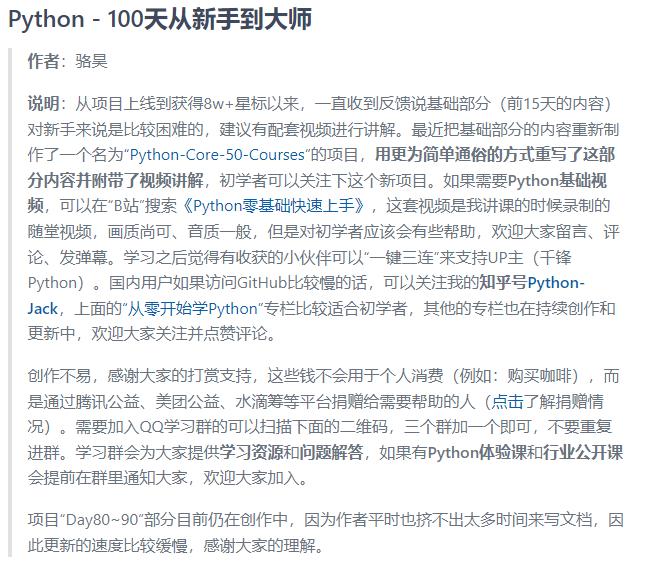 Python - 100天从新手到大师
作者：骆昊
说明：从项目上线到获得8w+星标以来，一直收到反馈说基础部分（前15天的内容）
对新手来说是比较困难的，建议有配套视频进行讲解。最近把基础部分的内容重新制
作了一个名为“Python-Core-50-Courses”的项目，用更为简单通俗的方式重写了这部
分内容并附带了视频讲解，初学者可以关注下这个新项目。如果需要Python基础视
频，可以在“B站”搜索《Python零基础快速上手》，这套视频是我讲课的时候录制的
随堂视频，画质尚可、音质一般，但是对初学者应该会有些帮助，欢迎大家留言、评
论、发弹幕。学习之后觉得有收获的小伙伴可以“一键三连”来支持UP主（千锋
Python）。国内用户如果访问GitHub比较慢的话，可以关注我的知乎号Python-
Jack，上面的“从零开始学Python”专栏比较适合初学者，其他的专栏也在持续创作和
更新中，欢迎大家关注并点赞评论。
创作不易，感谢大家的打赏支持，这些钱不会用于个人消费（例如：购买咖啡），而
是通过腾讯公益、美团公益、水滴筹等平台捐赠给需要帮助的人（点击了解捐赠情
况）。需要加入QQ学习群的可以扫描下面的二维码，三个群加一个即可，不要重复
进群。学习群会为大家提供学习资源和问题解答，如果有Python体验课和行业公开课
会提前在群里通知大家，欢迎大家加入。
项目“Day80~90”部分目前仍在创作中，因为作者平时也挤不出太多时间来写文档，因
此更新的速度比较缓慢，感谢大家的理解。